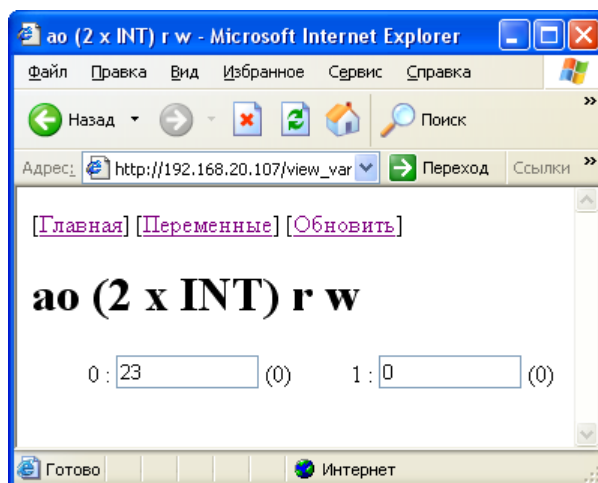 ao (2 x INT) r w - Microsoft Internet Explorer
Файл Правка Вид Избранное Сервис Справка
Назад Поиск »
Адрес: http://192.168.20.107/view_var Переход Ссылки »
[Главная] [Переменные] [Обновить]
ao (2 x INT) r w
0 : 23 (0) 1 : 0 (0)
Готово Интернет